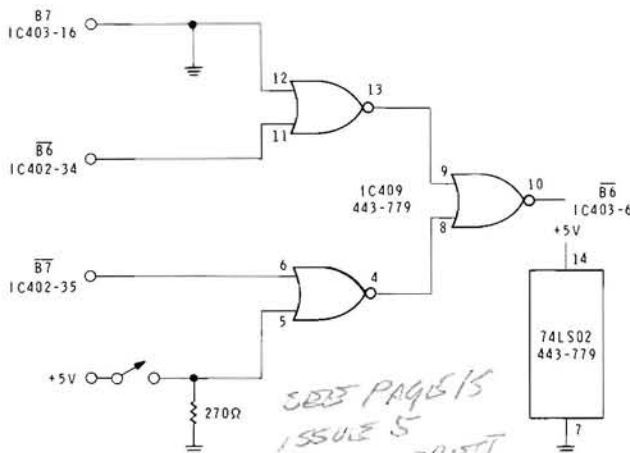 B7
IC403-16
12
13
11
B6
IC402-34
9
10
IC409
443-779
8
B6
IC403-6
+5V
14
B7
IC402-35
6
4
5
74LS02
443-779
+5V
270Ω
7
SEE PAGE 15
ISSUE 5